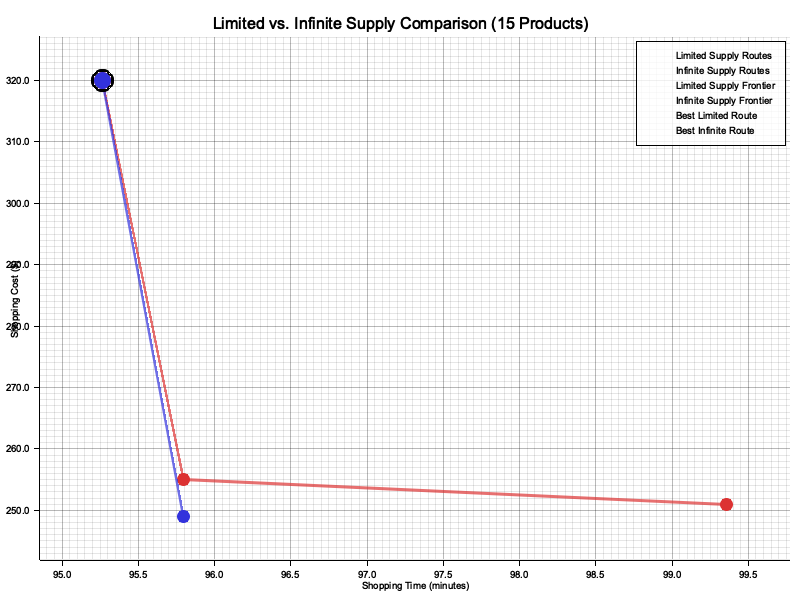 Limited vs. Infinite Supply Comparison (15 Products)
Limited Supply Routes
Infinite Supply Routes
Limited Supply Frontier
Infinite Supply Frontier
Best Limited Route
Best Infinite Route
320.0
310.0
300.0
270.0
260.0
250.0
Shopping Cost
95.0 95.5 96.0 96.5 97.0 97.5 98.0 98.5 99.0 99.5
Shopping Time (minutes)